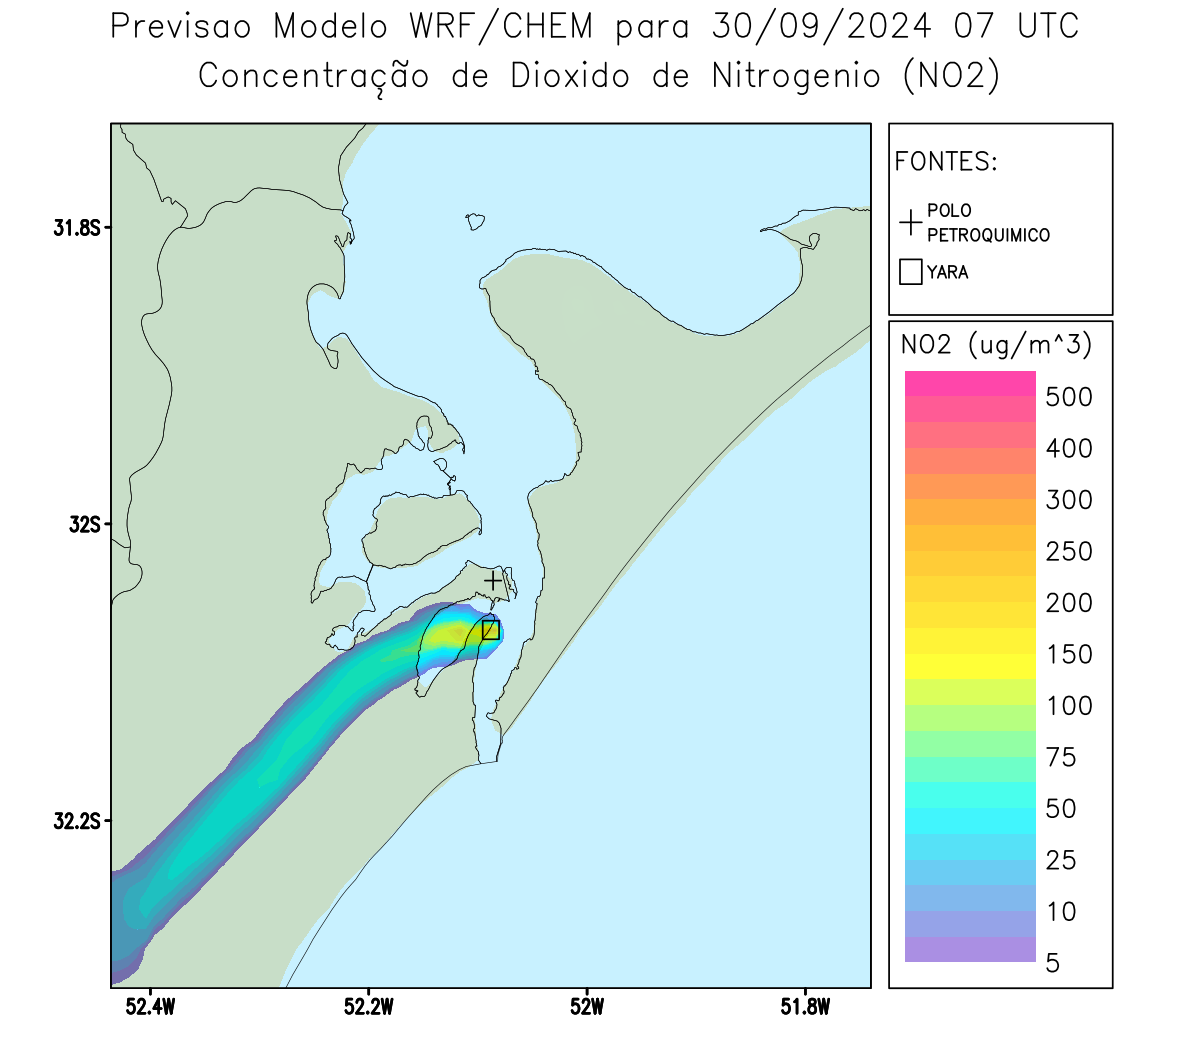 Previsao Modelo WRF/CHEM para 30/09/2024 07 UTC
Concentração de Dioxido de Nitrogenio (NO2)
FONTES:
POLO
PETROQUIMICO
YARA
NO2 (ug/m^3)
500
400
300
250
200
150
100
75
50
25
10
5
31.8S
32S
32.2S
52.4W
52.2W
52W
51.8W